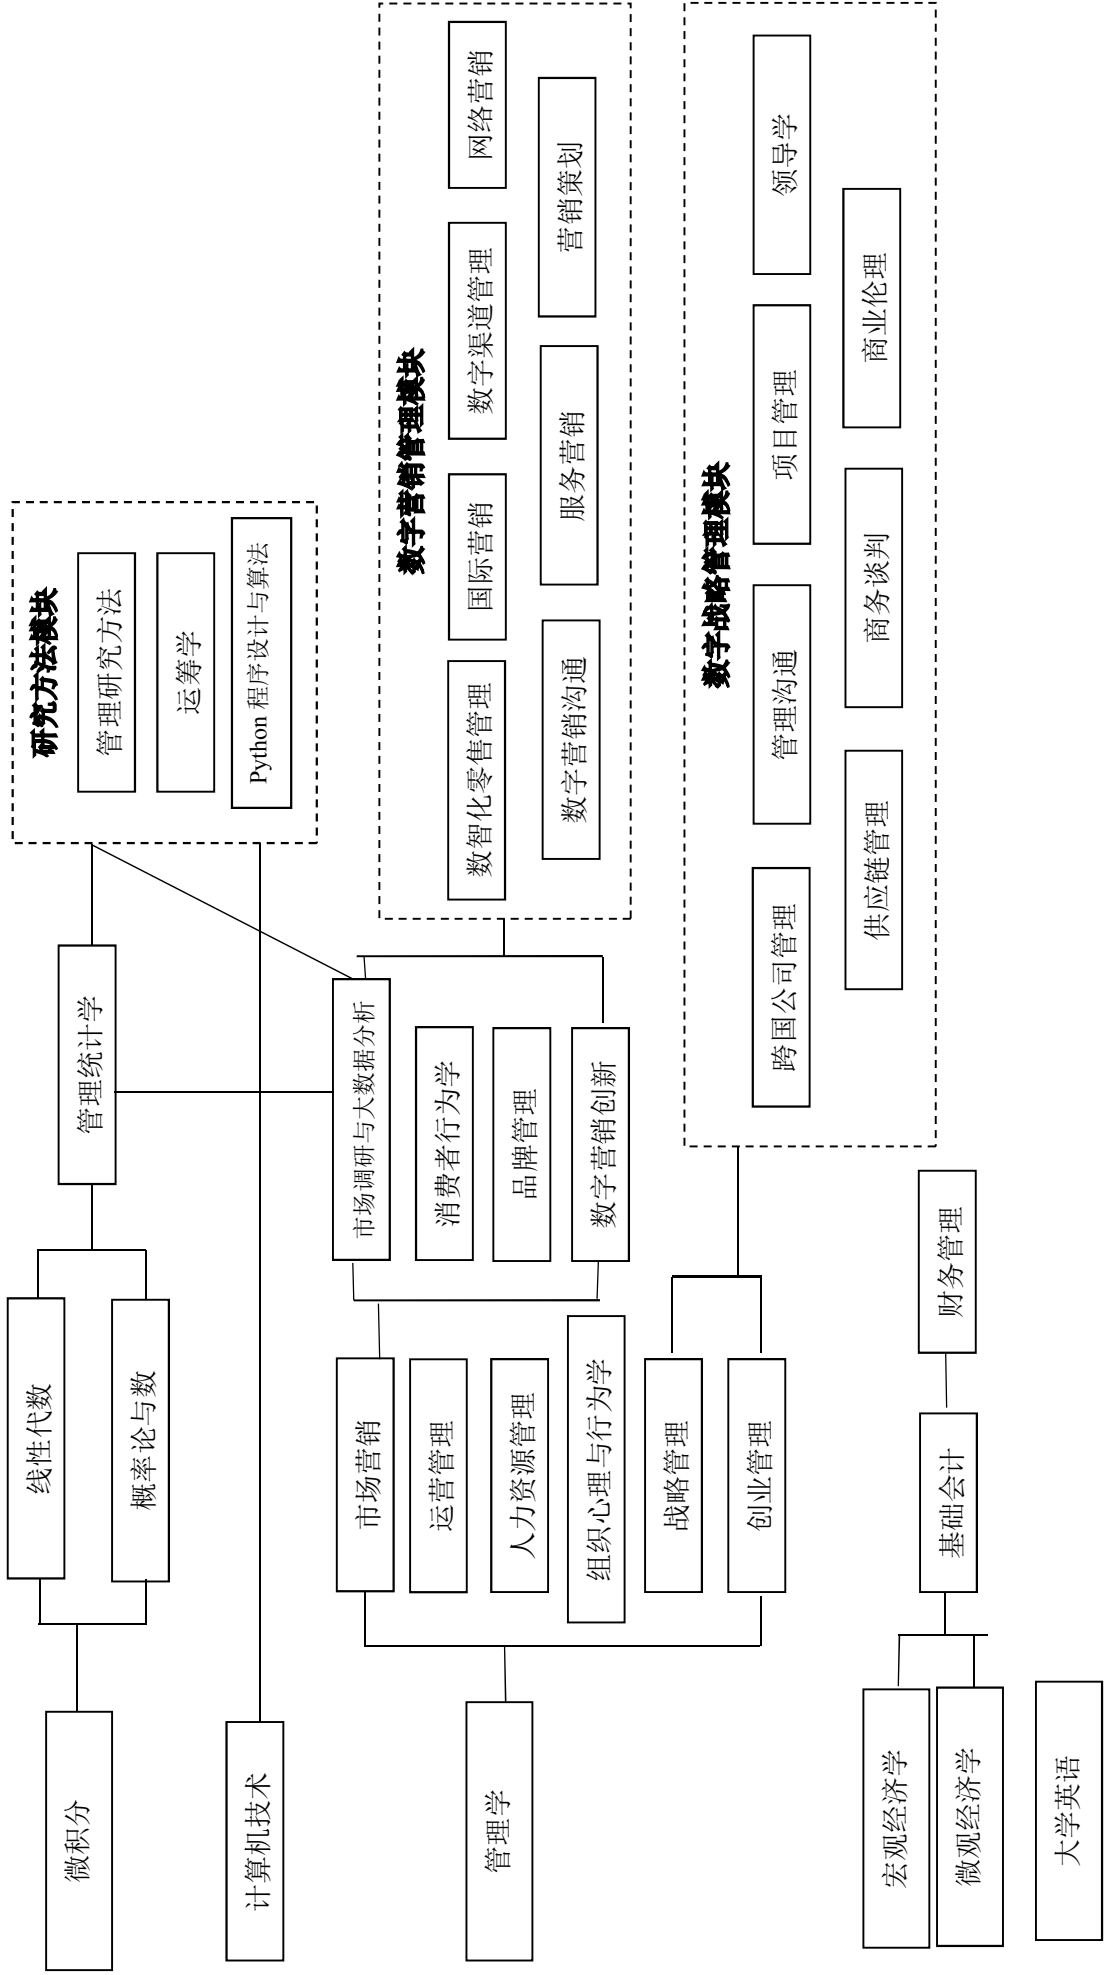 微积分
线性代数
概率论与数
管理统计学
研究方法模块
管理研究方法
运筹学
Python 程序设计与算法
计算机技术
管理学
市场营销
运营管理
人力资源管理
组织心理与行为学
战略管理
创业管理
市场调研与大数据分析
消费者行为学
品牌管理
数字营销创新
数字营销管理模块
数智化零售管理
国际营销
数字渠道管理
网络营销
数字营销沟通
服务营销
营销策划
数字战略管理模块
跨国公司管理
管理沟通
项目管理
领导学
供应链管理
商务谈判
商业伦理
宏观经济学
微观经济学
基础会计
财务管理
大学英语